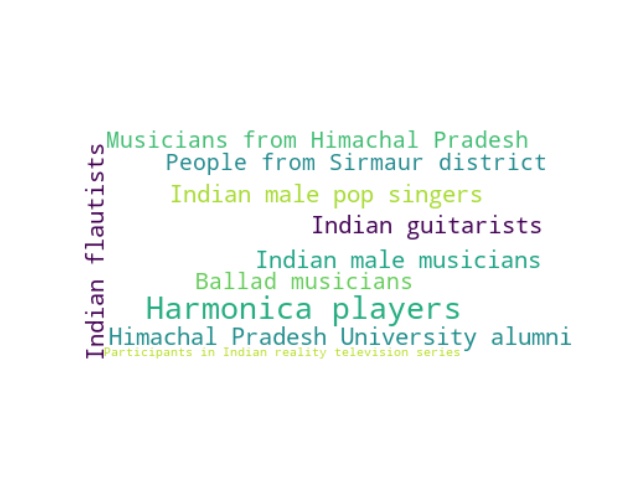 Musicians from Himachal Pradesh
People from Sirmaur district
Indian male pop singers
Indian guitarists
Indian male musicians
Ballad musicians
Harmonica players
Himachal Pradesh University alumni
Participants in Indian reality television series
Indian flautists